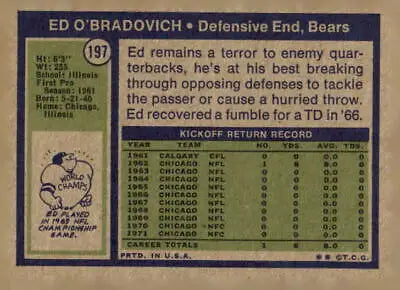 ED O'BRADOVICH • Defensive End, Bears
197
Ht: 6'3"
Wt: 255
School: Illinois
First Pro
Season: 1961
Born: 5-21-40
Home: Chicago,
Illinois
Ed remains a terror to enemy quar-
terbacks, he's at his best breaking
through opposing defenses to tackle
the passer or cause a hurried throw.
Ed recovered a fumble for a TD in '66.
WORLD
CHAMPS
ED PLAYED
IN 1963 NFL
CHAMPIONSHIP
GAME.
KICKOFF RETURN RECORD
YEAR TEAM NO. YDS. AVG. TD
1961 CALGARY CFL 1 8 8.0 0
1962 CHICAGO NFL 0 0 0 0
1963 CHICAGO NFL 0 0 0 0
1964 CHICAGO NFL 0 0 0 0
1965 CHICAGO NFL 0 0 0 0
1966 CHICAGO NFL 0 0 0 0
1967 CHICAGO NFL 0 0 0 0
1968 CHICAGO NFL 0 0 0 0
1969 CHICAGO NFL 0 0 0 0
1970 CHICAGO NFC 0 0 0 0
1971 CHICAGO NFC 0 0 0 0
CAREER TOTALS 1 8 8.0 0
PRTD. IN U.S.A. © T.C.G.